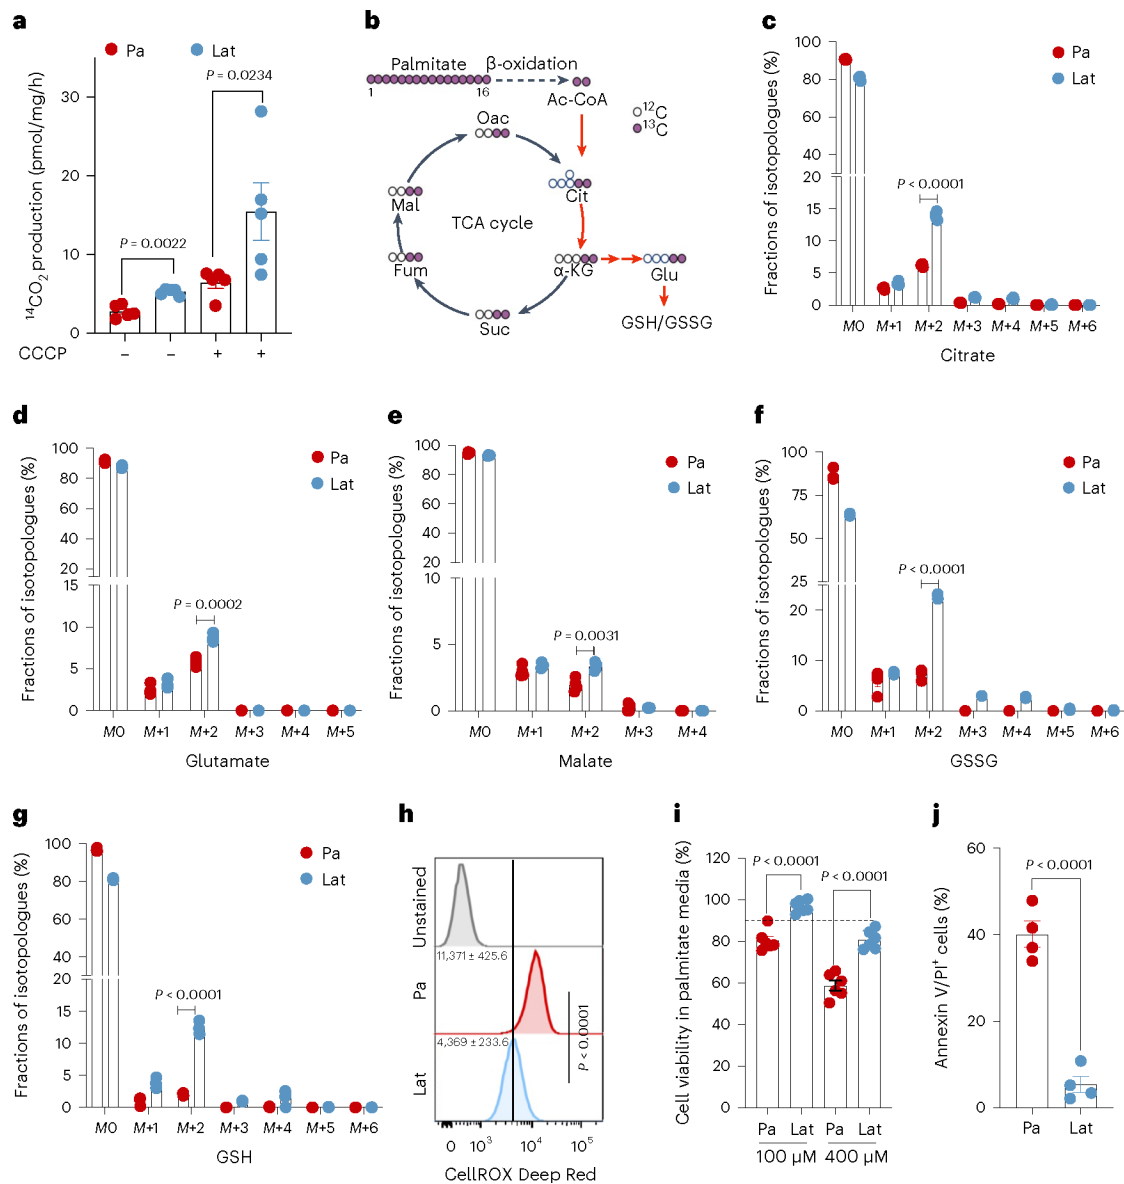 a
Pa
Lat
P = 0.0234
P = 0.0022
14CO2 production (pmol/mg/h)
30
20
10
0
CCCP
–
–
+
+
b
Palmitate
β-oxidation
1
16
Ac-CoA
12C
13C
Oac
Cit
Mal
TCA cycle
α-KG
Glu
Fum
Suc
GSH/GSSG
c
Fractions of isotopologues (%)
100
80
60
40
20
15
10
5
0
Pa
Lat
P < 0.0001
M0
M+1
M+2
M+3
M+4
M+5
M+6
Citrate
d
Fractions of isotopologues (%)
100
80
60
40
20
15
10
5
0
Pa
Lat
P = 0.0002
M0
M+1
M+2
M+3
M+4
M+5
Glutamate
e
Fractions of isotopologues (%)
100
80
60
40
20
10
5
0
Pa
Lat
P = 0.0031
M0
M+1
M+2
M+3
M+4
Malate
f
Fractions of isotopologues (%)
100
75
50
25
20
10
0
Pa
Lat
P < 0.0001
M0
M+1
M+2
M+3
M+4
M+5
M+6
GSSG
g
Fractions of isotopologues (%)
100
80
60
40
20
15
10
5
0
Pa
Lat
P < 0.0001
M0
M+1
M+2
M+3
M+4
M+5
M+6
GSH
h
Unstained
11,371 ± 425.6
Pa
4,369 ± 233.6
Lat
P < 0.0001
0
103
104
105
CellROX Deep Red
i
Cell viability in palmitate media (%)
120
100
80
60
40
20
0
P < 0.0001
P < 0.0001
Pa
Lat
Pa
Lat
100 µM
400 µM
j
Annexin V/PI+ cells (%)
60
40
20
0
P < 0.0001
Pa
Lat